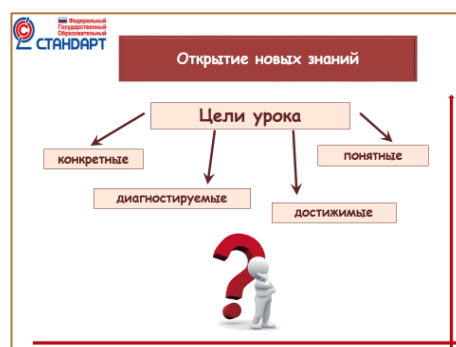 Федеральный
Государственный
Образовательный
СТАНДАРТ
Открытие новых знаний
Цели урока
конкретные
понятные
диагностируемые
достижимые